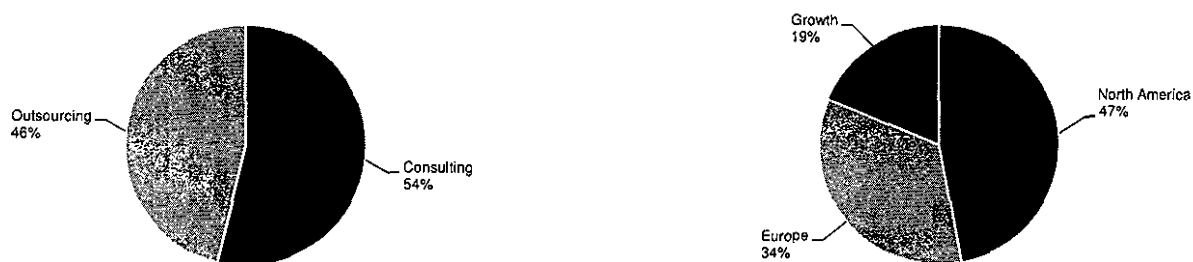 Outsourcing
46%
Consulting
54%
Growth
19%
North America
47%
Europe
34%